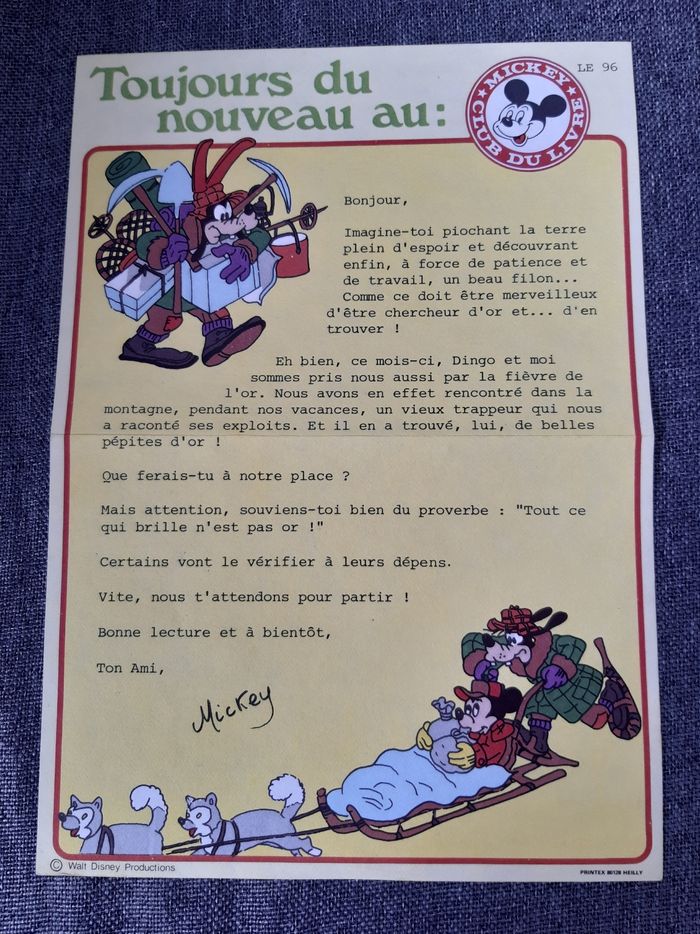 Toujours du
nouveau au :
MICKEY
CLUB DU LIVRE
LE 96
Bonjour,
Imagine-toi piochant la terre
plein d'espoir et découvrant
enfin, à force de patience et
de travail, un beau filon...
Comme ce doit être merveilleux
d'être chercheur d'or et... d'en
trouver !
Eh bien, ce mois-ci, Dingo et moi
sommes pris nous aussi par la fièvre de
l'or. Nous avons en effet rencontré dans la
montagne, pendant nos vacances, un vieux trappeur qui nous
a raconté ses exploits. Et il en a trouvé, lui, de belles
pépites d'or !
Que ferais-tu à notre place ?
Mais attention, souviens-toi bien du proverbe : "Tout ce
qui brille n'est pas or !"
Certains vont le vérifier à leurs dépens.
Vite, nous t'attendons pour partir !
Bonne lecture et à bientôt,
Ton Ami,
Mickey
© Walt Disney Productions
PRINTEX 80128 HEILLY